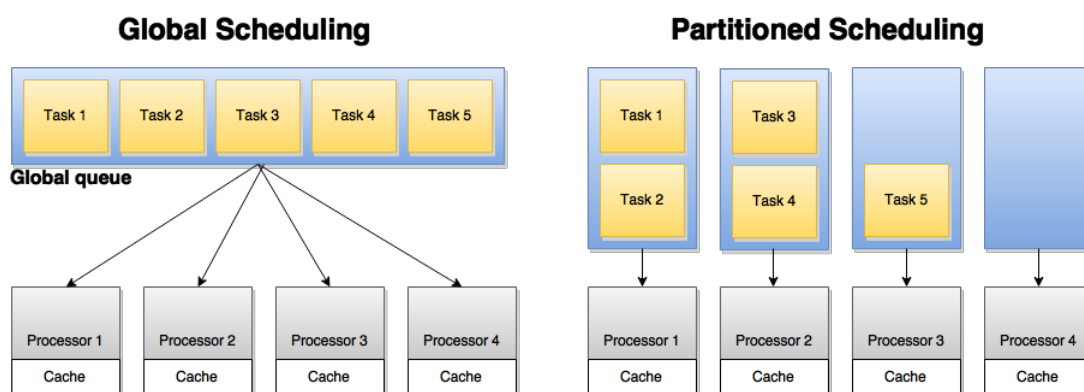 Global Scheduling
Task 1 Task 2 Task 3 Task 4 Task 5
Global queue
Processor 1 Processor 2 Processor 3 Processor 4
Cache Cache Cache Cache
Partitioned Scheduling
Task 1 Task 3
Task 2 Task 4 Task 5
Processor 1 Processor 2 Processor 3 Processor 4
Cache Cache Cache Cache